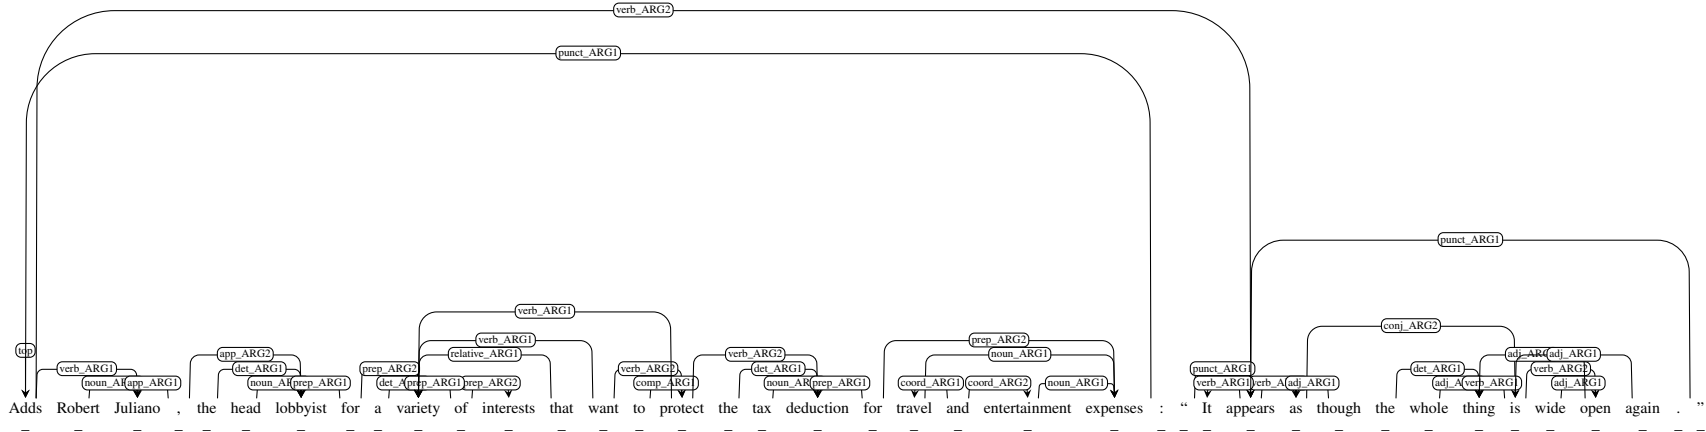 verb_ARG2
punct_ARG1
punct_ARG1
verb_ARG1
conj_ARG2
verb_ARG1 prep_ARG2
top app_ARG2 relative_ARG1 verb_ARG2 noun_ARG1 adj_ARG1
verb_ARG1 det_ARG1 prep_ARG2 verb_ARG2 det_ARG1 punct_ARG1 det_ARG1 verb_ARG2
app_ARG1 prep_ARG1 prep_ARG1 prep_ARG2 comp_ARG1 prep_ARG1 coord_ARG1 coord_ARG2 noun_ARG1 verb_ARG1 adj_ARG1 verb_ARG1 adj_ARG1
Adds Robert Juliano , the head lobbyist for a variety of interests that want to protect the tax deduction for travel and entertainment expenses : “ It appears as though the whole thing is wide open again . ”
_ _ _ _ _ _ _ _ _ _ _ _ _ _ _ _ _ _ _ _ _ _ _ _ _ _ _ _ _ _ _ _ _ _ _ _ _ _ _